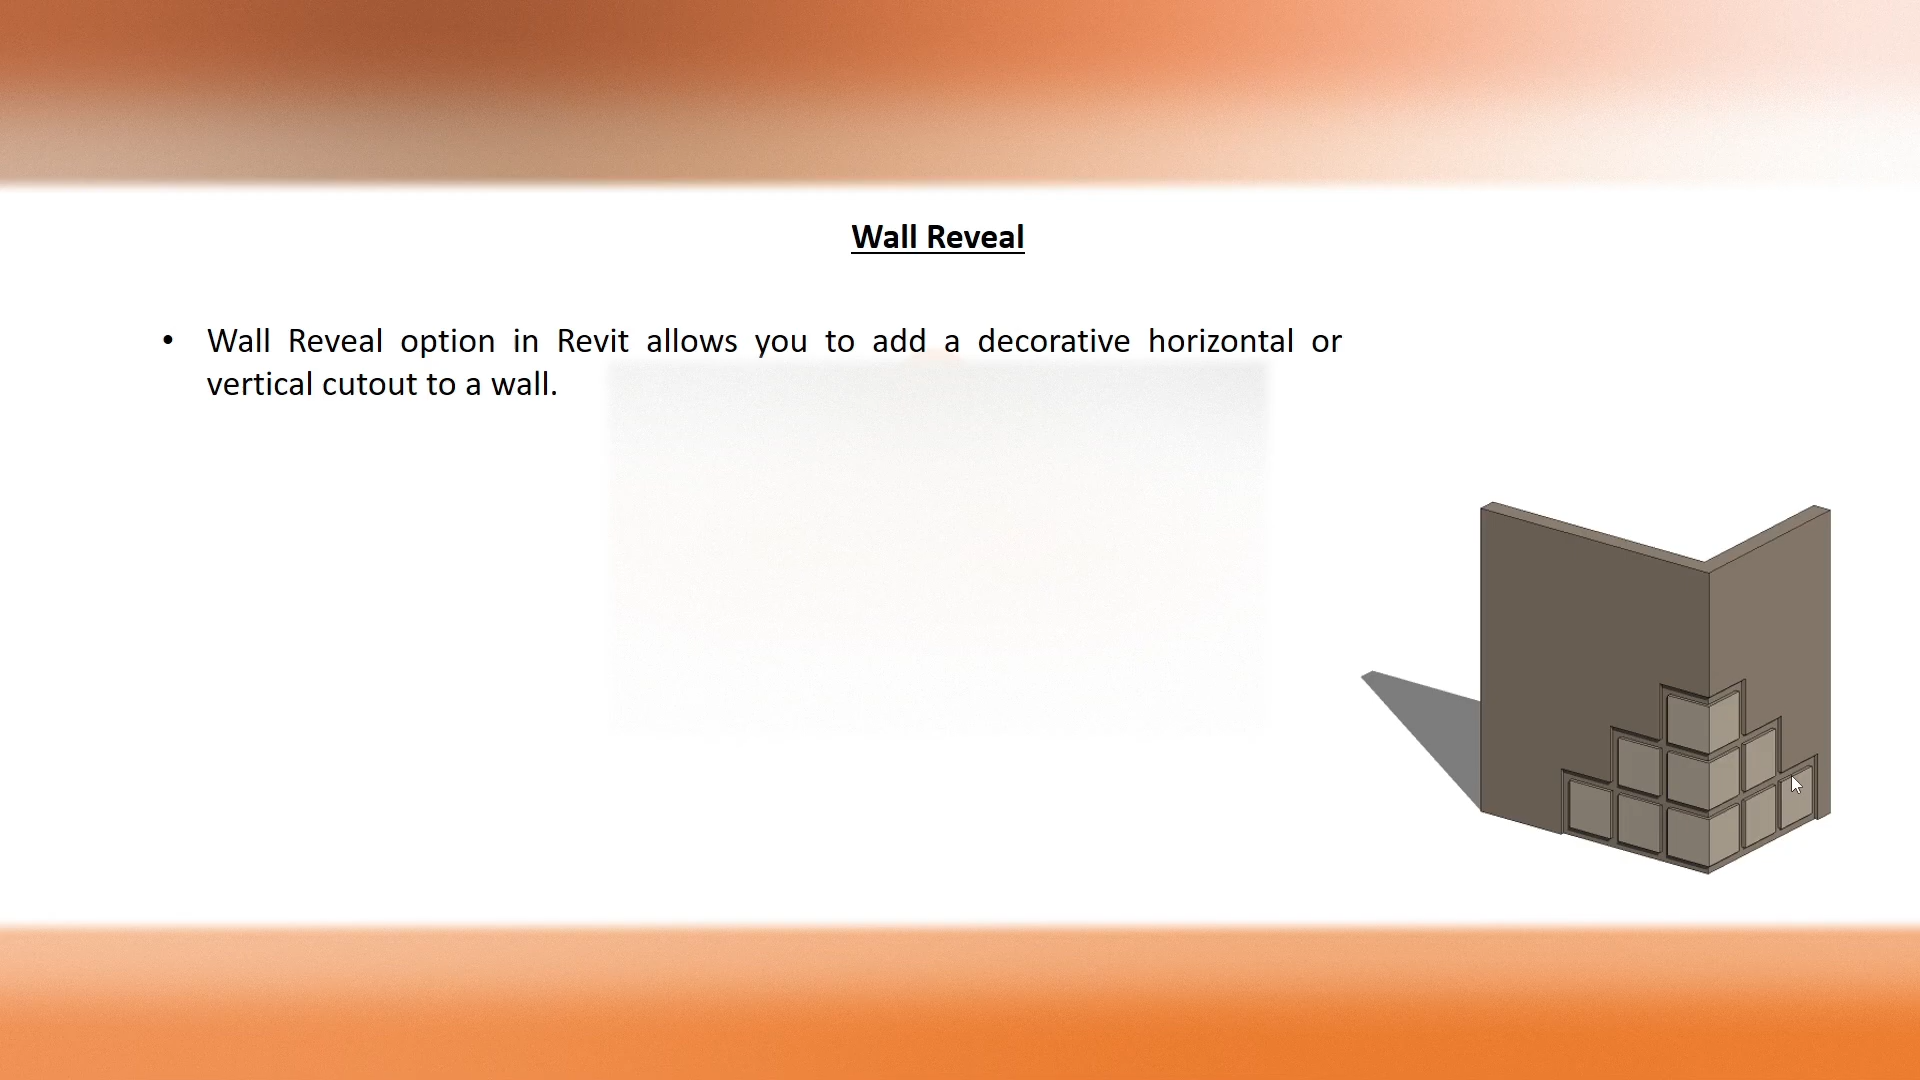 Wall Reveal
• Wall Reveal option in Revit allows you to add a decorative horizontal or
vertical cutout to a wall.